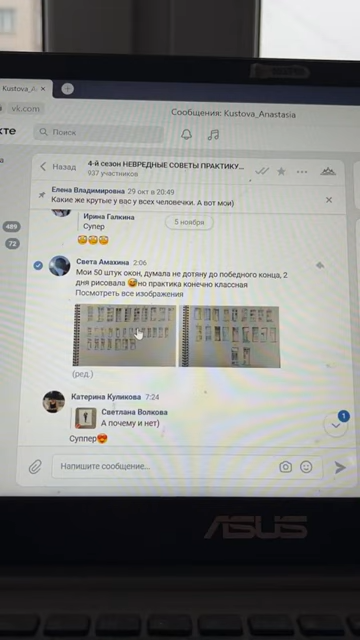 Kustova_A
vk.com
Сообщения: Kustova_Anastasia
кте
Поиск
Назад
4-й сезон НЕВРЕДНЫЕ СОВЕТЫ ПРАКТИКУ...
937 участников
Елена Владимировна 29 окт в 20:49
Какие же крутые у вас у всех человечки. А вот мои)
Ирина Галкина
Супер
5 ноября
489
72
Света Амахина 2:06
Мои 50 штук окон, думала не дотяну до победного конца, 2
дня рисовала 😅но практика конечно классная
Посмотреть все изображения
(ред.)
Катерина Куликова 7:24
Светлана Волкова
А почему и нет)
Суппер😍
1
Напишите сообщение...
ASUS